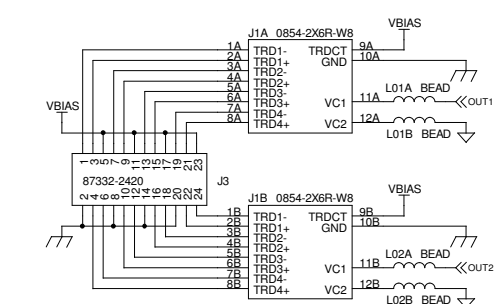 J1A 0854-2X6R-W8
VBIAS
1A TRD1- TRDCT 9A
2A TRD1+ GND 10A
3A TRD2-
4A TRD2+
5A TRD3-
6A TRD3+ VC1 11A
7A TRD4-
8A TRD4+ VC2 12A
L01A BEAD
OUT1
L01B BEAD
VBIAS
1 3 5 7 9 11 13 15 17 19 21 23
87332-2420
J3
2 4 6 8 10 12 14 16 18 20 22 24
J1B 0854-2X6R-W8
VBIAS
1B TRD1- TRDCT 9B
2B TRD1+ GND 10B
3B TRD2-
4B TRD2+
5B TRD3-
6B TRD3+ VC1 11B
7B TRD4-
8B TRD4+ VC2 12B
L02A BEAD
OUT2
L02B BEAD